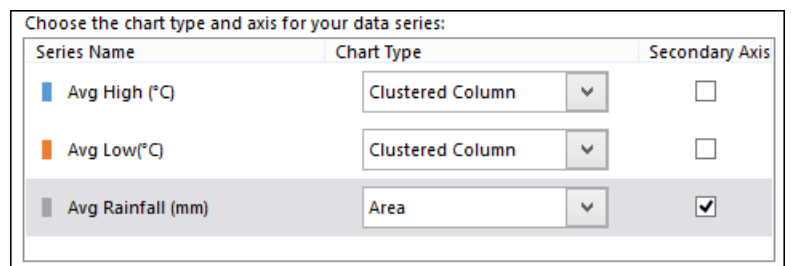 Choose the chart type and axis for your data series:
Series Name Chart Type Secondary Axis
Avg High (°C) Clustered Column
Avg Low(°C) Clustered Column
Avg Rainfall (mm) Area